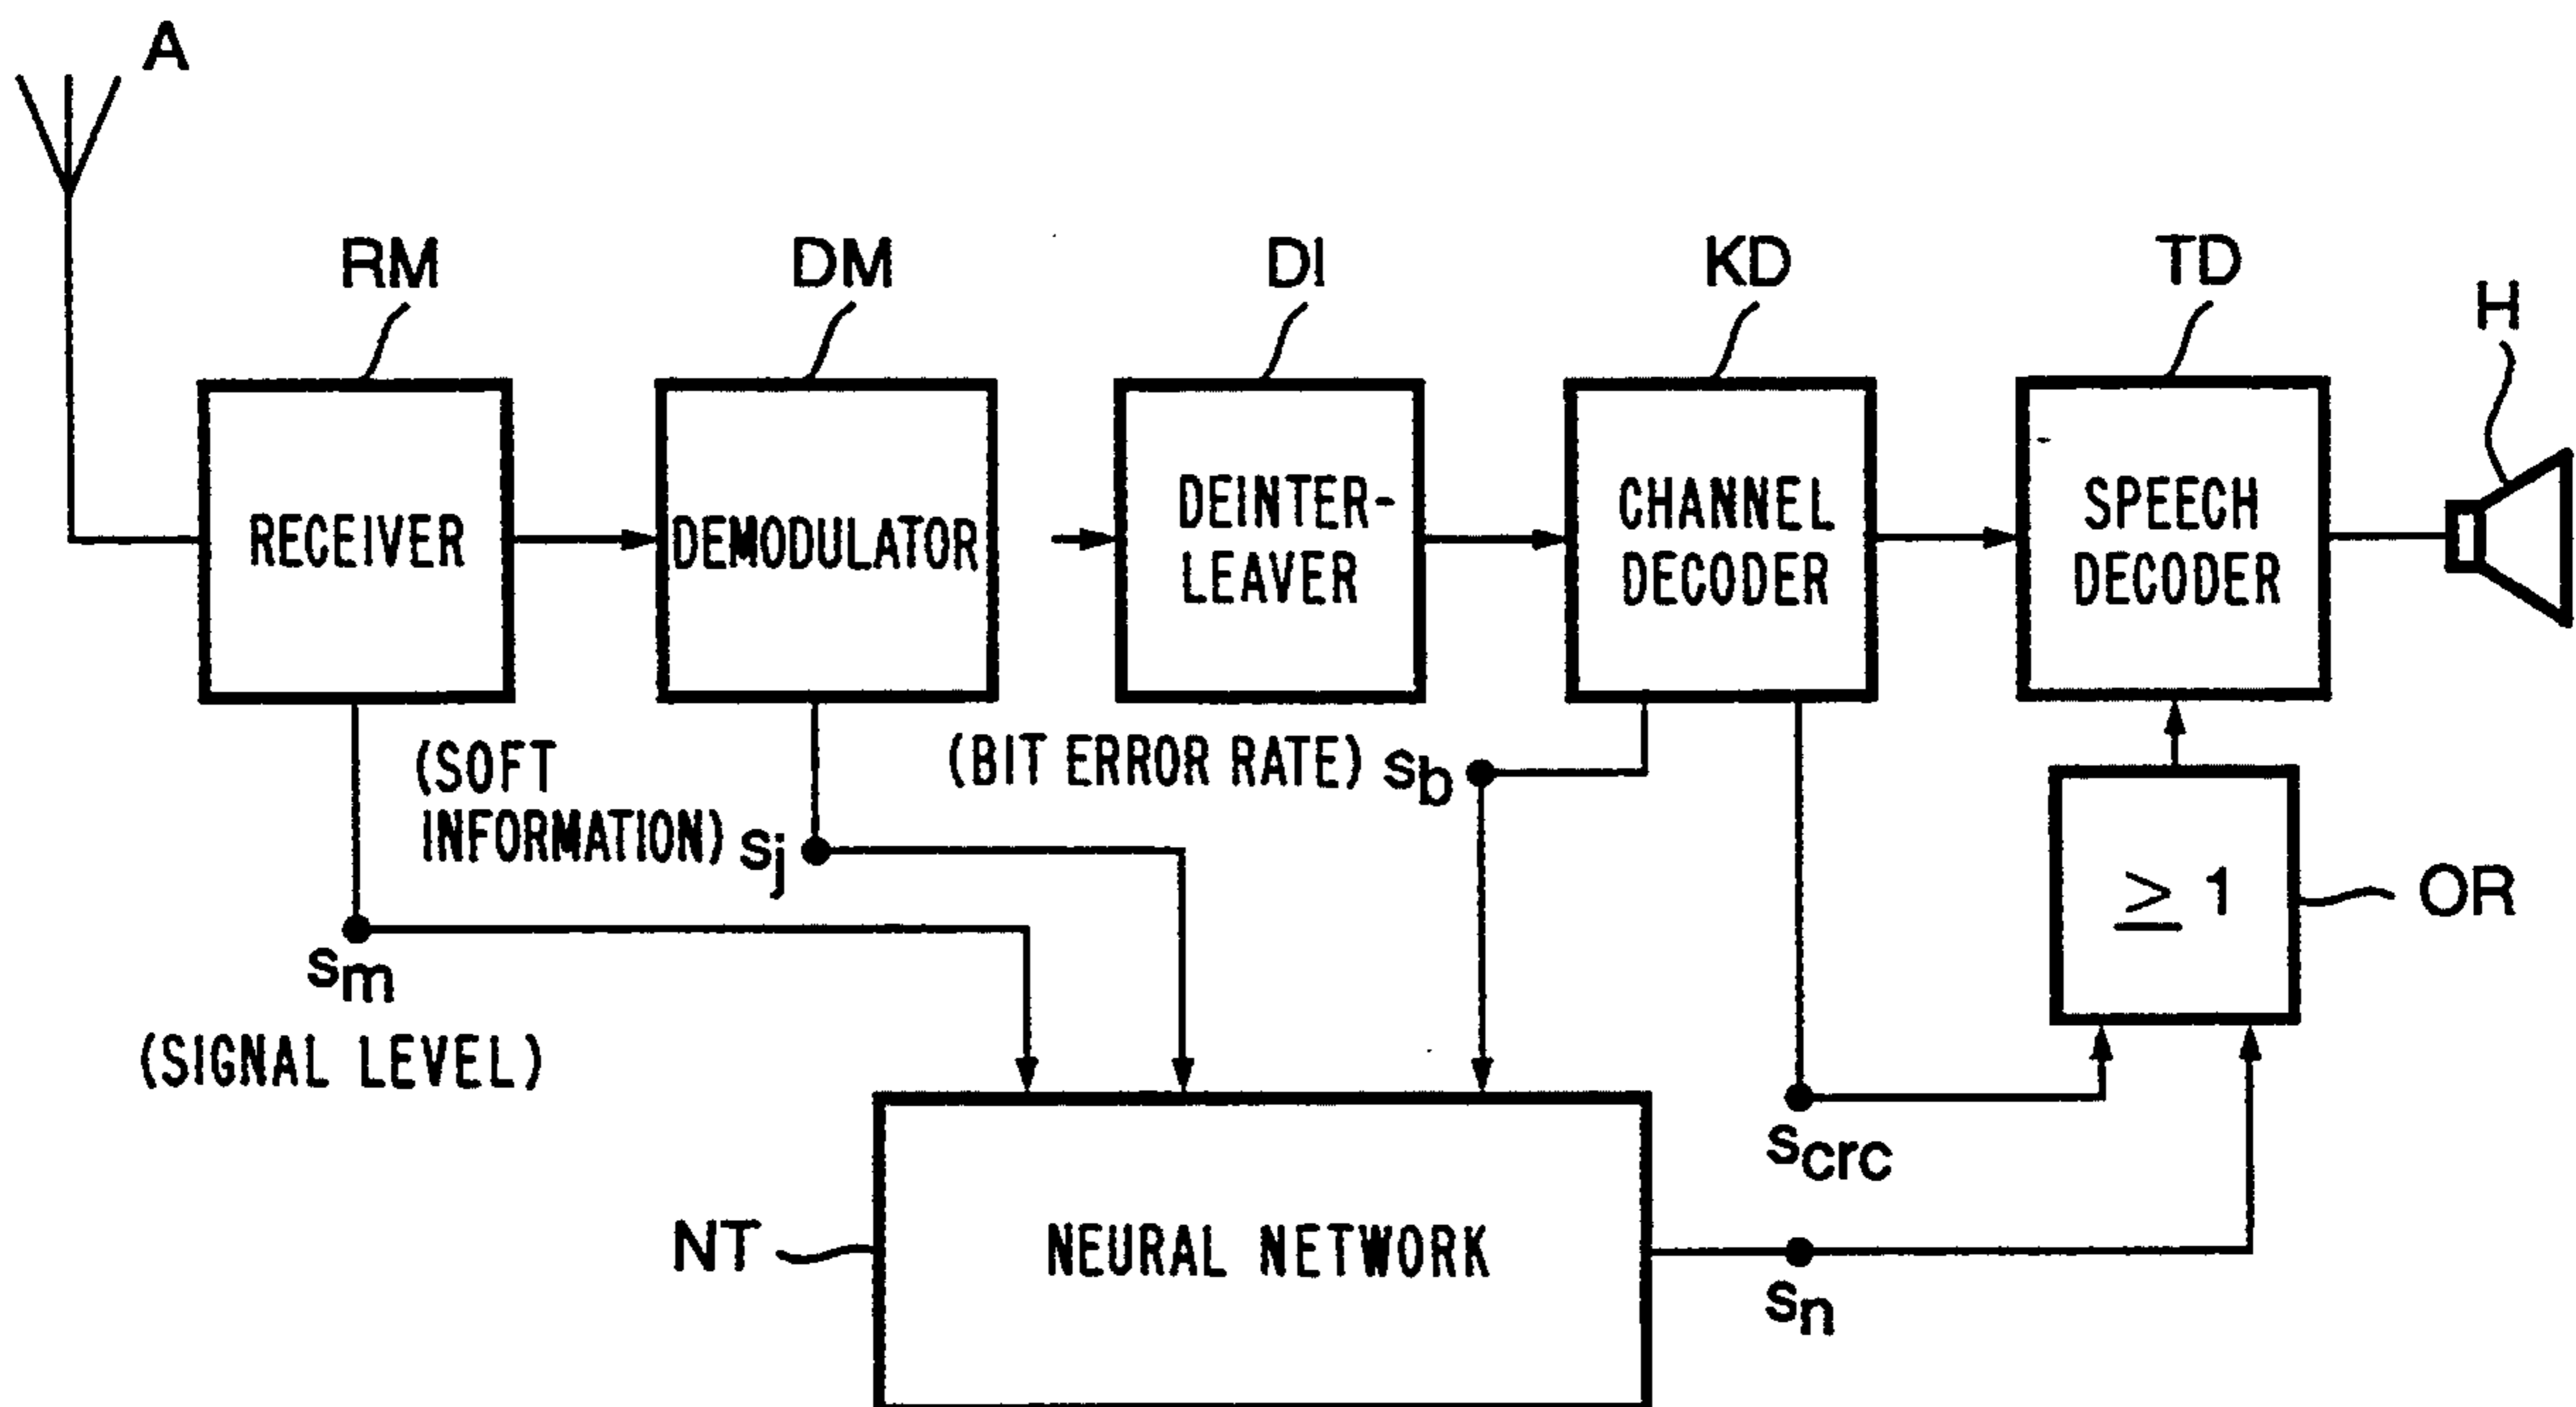 A
RM
DM
DI
KD
TD
H
RECEIVER
DEMODULATOR
DEINTER-
LEAVER
CHANNEL
DECODER
SPEECH
DECODER
(SOFT
INFORMATION) sj
(BIT ERROR RATE) sb
≥ 1
OR
sm
(SIGNAL LEVEL)
scrc
NT
NEURAL NETWORK
sn